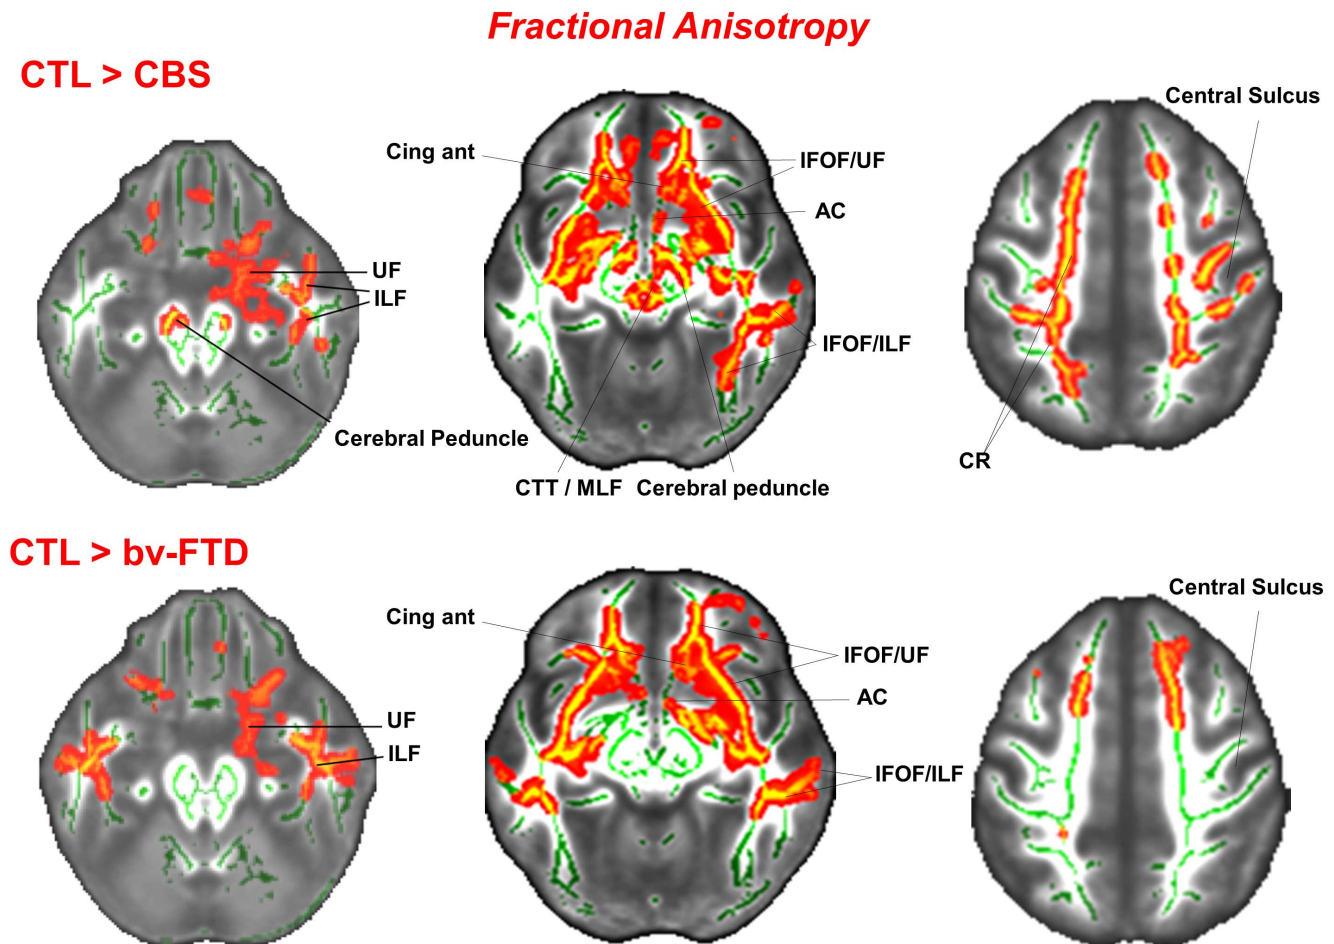 Fractional Anisotropy
CTL > CBS
Central Sulcus
Cing ant
IFOF/UF
AC
UF
ILF
IFOF/ILF
Cerebral Peduncle
CR
CTT / MLF
Cerebral peduncle
CTL > bv-FTD
Central Sulcus
Cing ant
IFOF/UF
AC
UF
ILF
IFOF/ILF